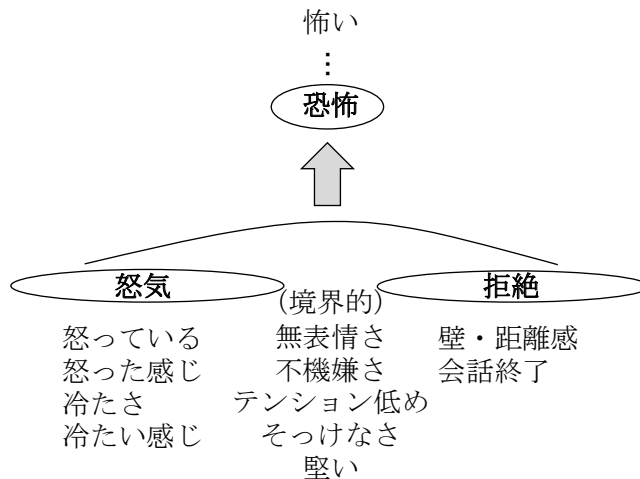 怖い
⋮
恐怖
怒気
拒絶
(境界的)
怒っている
無表情さ
壁・距離感
怒った感じ
不機嫌さ
会話終了
冷たさ
テンション低め
冷たい感じ
そっけなさ
堅い